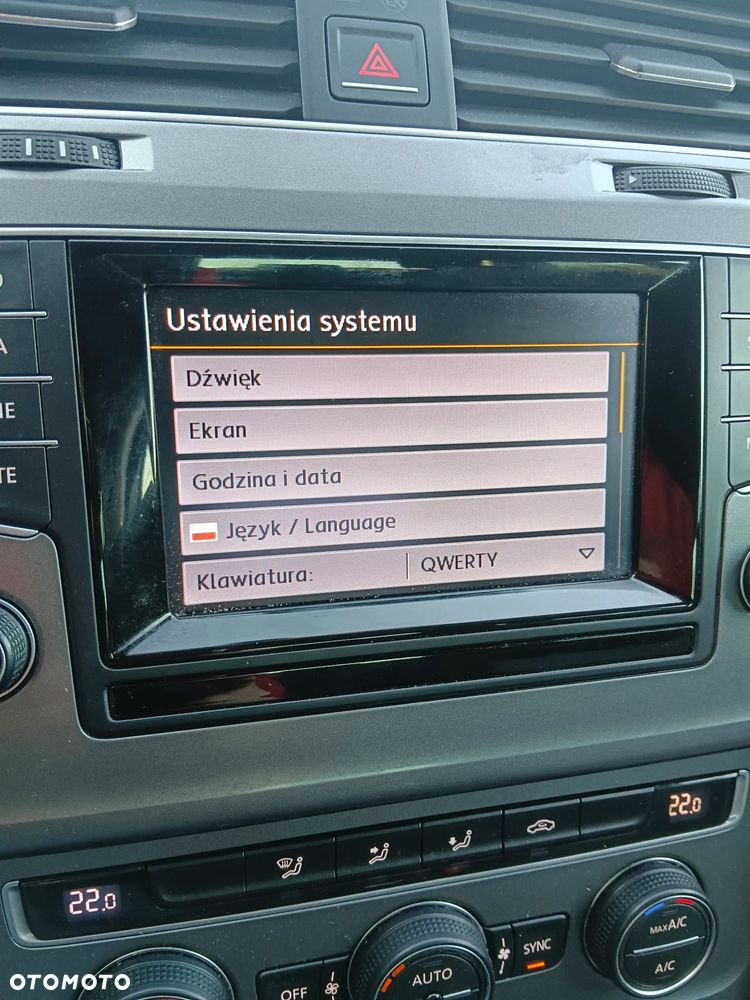 Ustawienia systemu
Dźwięk
Ekran
Godzina i data
Język / Language
Klawiatura: QWERTY
22.0
22.0
MAX A/C
A/C
SYNC
AUTO
OFF
OTOMOTO